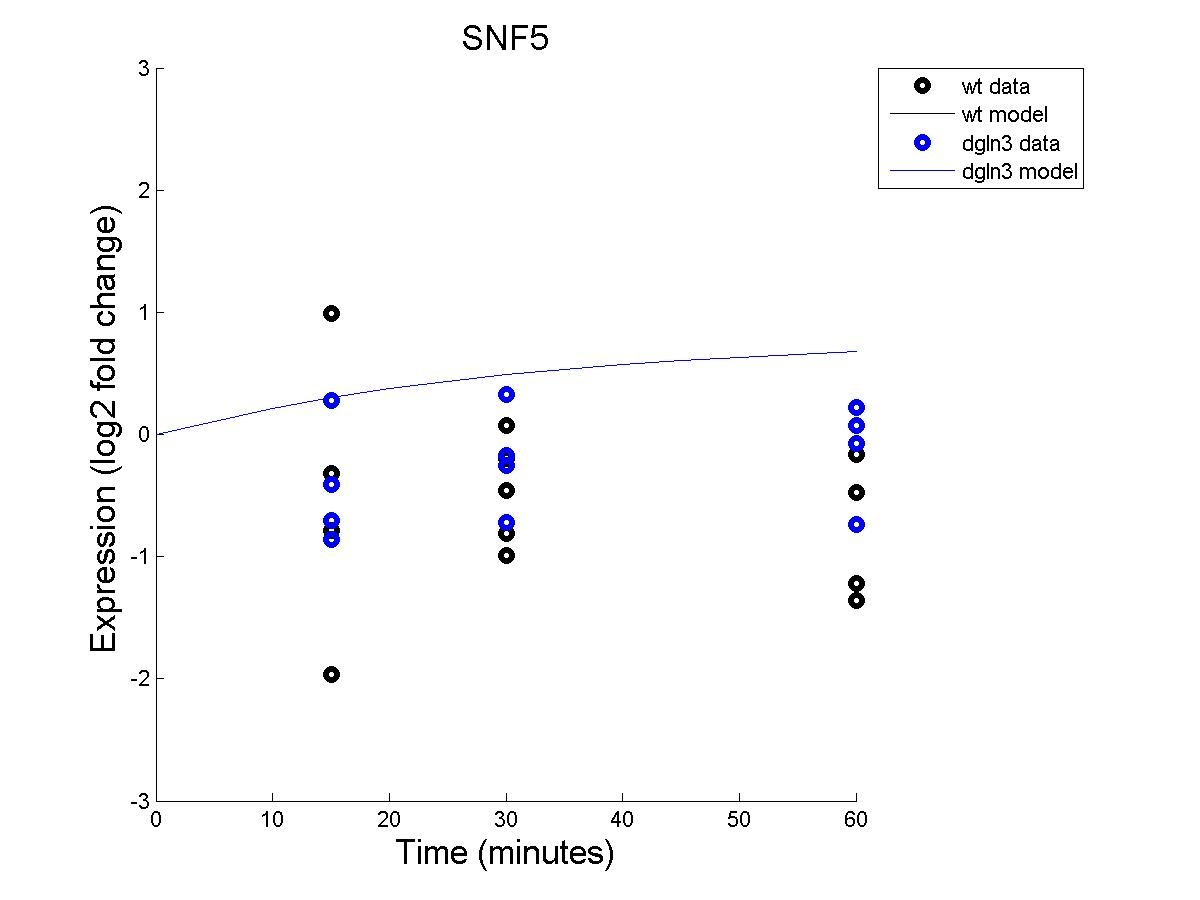 SNF5
3
2
1
0
-1
-2
-3
Expression (log2 fold change)
0 10 20 30 40 50 60
Time (minutes)
wt data
wt model
dgln3 data
dgln3 model